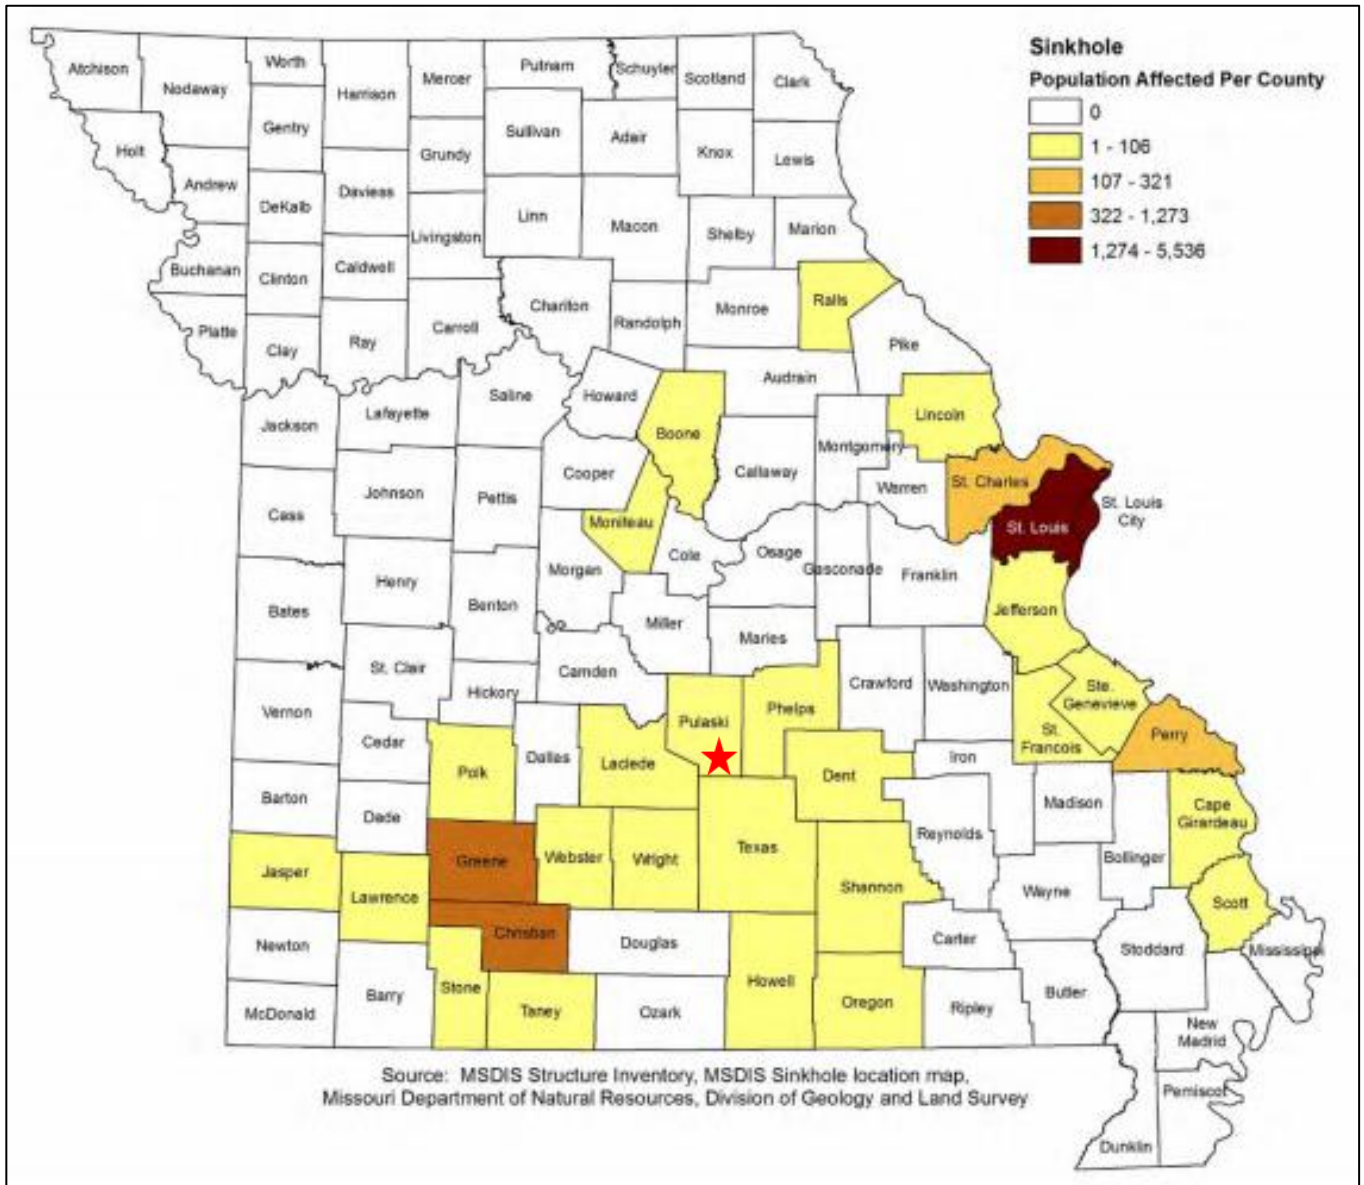 Sinkhole
Population Affected Per County
0
1 - 106
107 - 321
322 - 1,273
1,274 - 5,536
Atchison
Nodaway
Worth
Harrison
Mercer
Putnam
Schuyler
Scotland
Clark
Gentry
Holt
Andrew
DeKalb
Daviess
Grundy
Sullivan
Adair
Knox
Lewis
Linn
Macon
Shelby
Marion
Livingston
Buchanan
Clinton
Caldwell
Chariton
Randolph
Monroe
Ralls
Platte
Clay
Ray
Carroll
Pike
Saline
Howard
Audrain
Jackson
Lafayette
Boone
Lincoln
Montgomery
Cooper
Callaway
Warren
St. Charles
Johnson
Pettis
Cass
Moniteau
St. Louis
St. Louis
City
Cole
Osage
Gasconade
Franklin
Morgan
Henry
Benton
Bates
Miller
Maries
Jefferson
St. Clair
Camden
Hickory
Crawford
Washington
Ste.
Genevieve
Vernon
Pulaski
Phelps
St.
Francois
Perry
Cedar
Polk
Dallas
Laclede
Dent
Iron
Barton
Dade
Madison
Cape
Girardeau
Reynolds
Bollinger
Jasper
Greene
Webster
Wright
Texas
Shannon
Lawrence
Wayne
Scott
Newton
Christian
Douglas
Carter
Stoddard
Mississippi
McDonald
Barry
Stone
Taney
Ozark
Howell
Oregon
Ripley
Butler
New
Madrid
Pemiscot
Dunklin
Source: MSDIS Structure Inventory, MSDIS Sinkhole location map,
Missouri Department of Natural Resources, Division of Geology and Land Survey